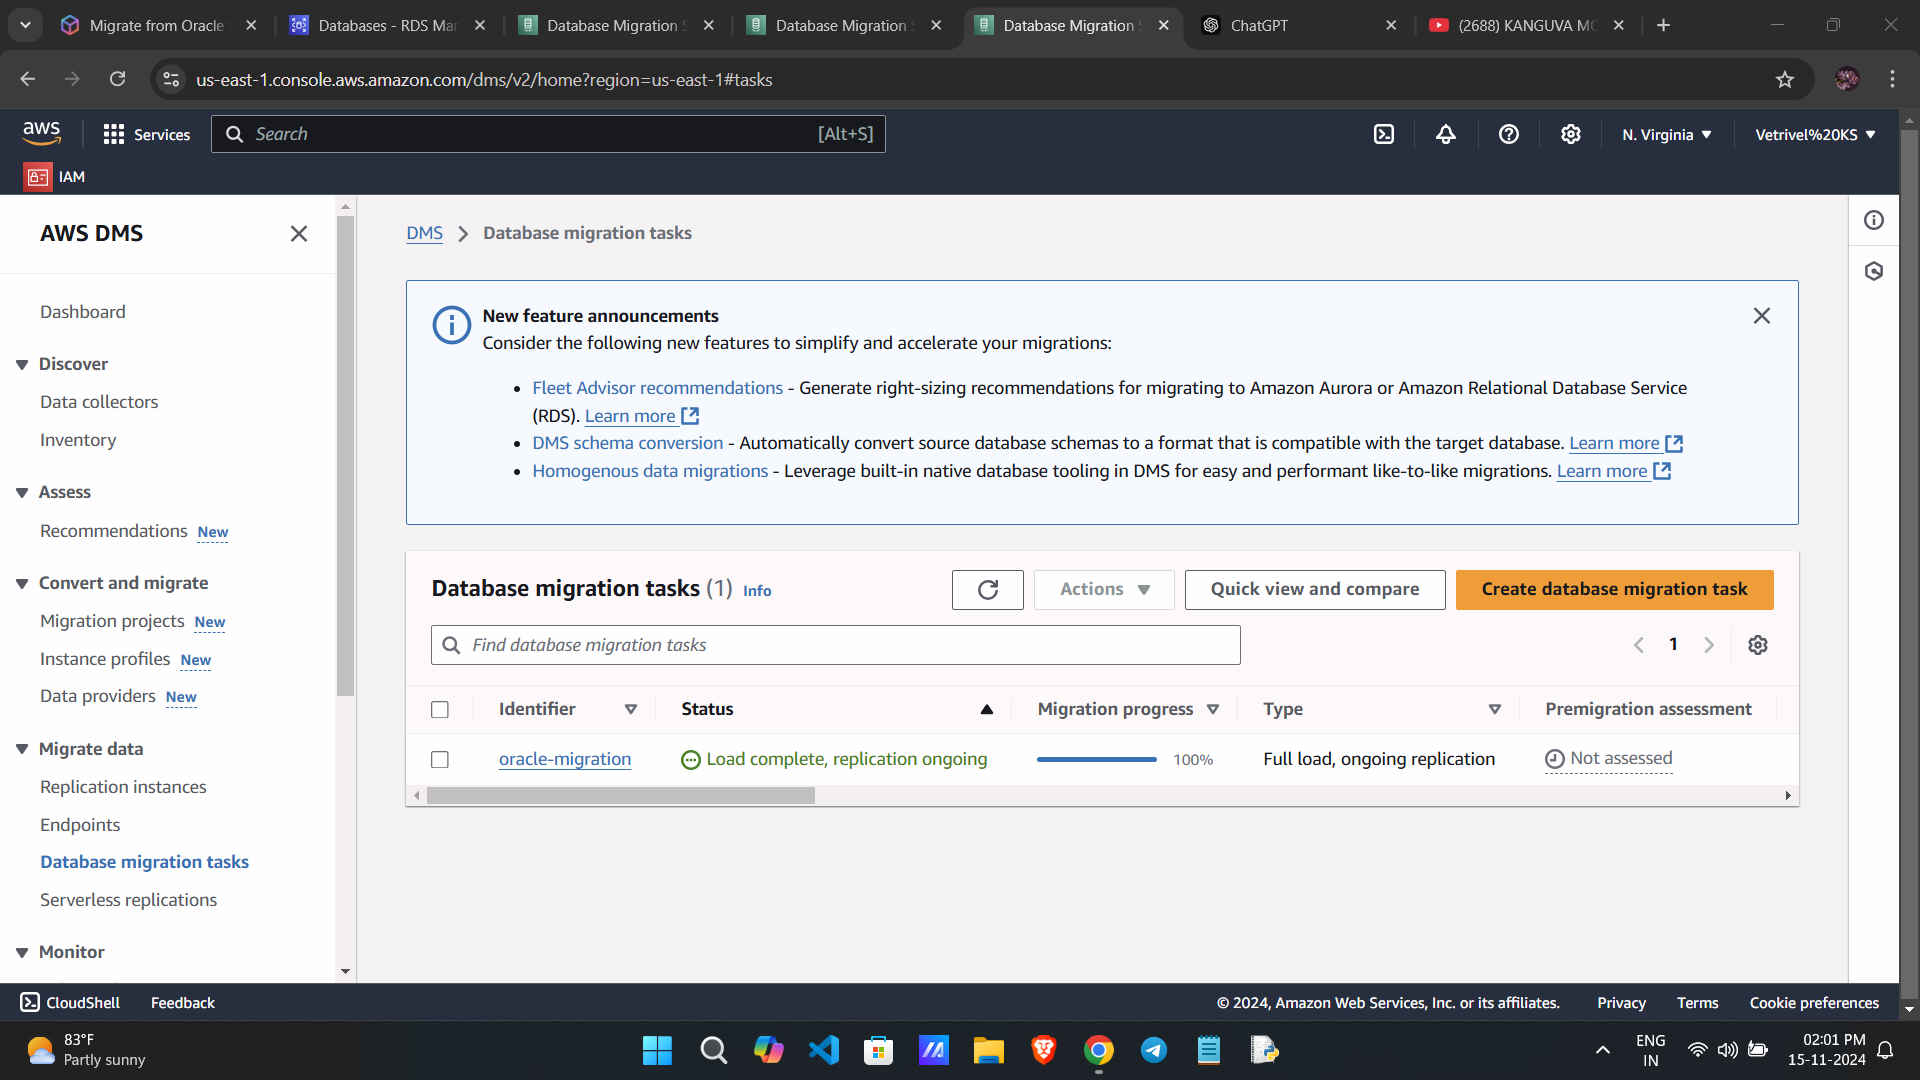 Migrate from Oracle
Databases - RDS Mar
Database Migration S
Database Migration S
Database Migration S
ChatGPT
(2688) KANGUVA MO
us-east-1.console.aws.amazon.com/dms/v2/home?region=us-east-1#tasks
aws
Services
Search
[Alt+S]
N. Virginia
Vetrivel%20KS
IAM
AWS DMS
Dashboard
Discover
Data collectors
Inventory
Assess
Recommendations New
Convert and migrate
Migration projects New
Instance profiles New
Data providers New
Migrate data
Replication instances
Endpoints
Database migration tasks
Serverless replications
Monitor
DMS
Database migration tasks
New feature announcements
Consider the following new features to simplify and accelerate your migrations:
• Fleet Advisor recommendations - Generate right-sizing recommendations for migrating to Amazon Aurora or Amazon Relational Database Service
(RDS). Learn more
• DMS schema conversion - Automatically convert source database schemas to a format that is compatible with the target database. Learn more
• Homogenous data migrations - Leverage built-in native database tooling in DMS for easy and performant like-to-like migrations. Learn more
Database migration tasks (1) Info
Actions
Quick view and compare
Create database migration task
Find database migration tasks
1
Identifier Status Migration progress Type Premigration assessment
oracle-migration Load complete, replication ongoing 100% Full load, ongoing replication Not assessed
CloudShell Feedback
© 2024, Amazon Web Services, Inc. or its affiliates. Privacy Terms Cookie preferences
83°F
Partly sunny
ENG
IN
02:01 PM
15-11-2024